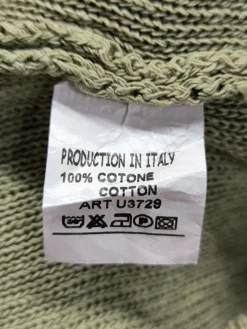 PRODUCTION IN ITALY
100% COTONE
COTTON
ART U3729